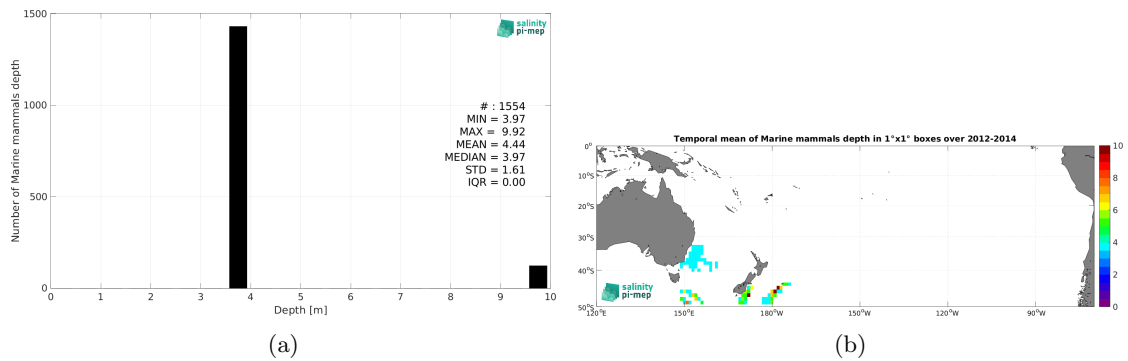 1500
1000
500
0
0 1 2 3 4 5 6 7 8 9 10
Number of Marine mammals depth
Depth [m]
salinity
pi-mep
# : 1554
MIN = 3.97
MAX = 9.92
MEAN = 4.44
MEDIAN = 3.97
STD = 1.61
IQR = 0.00
(a)
Temporal mean of Marine mammals depth in 1°x1° boxes over 2012-2014
0°
10°S
20°S
30°S
40°S
50°S
120°E 150°E 180°W 150°W 120°W 90°W
10
8
6
4
2
0
salinity
pi-mep
(b)